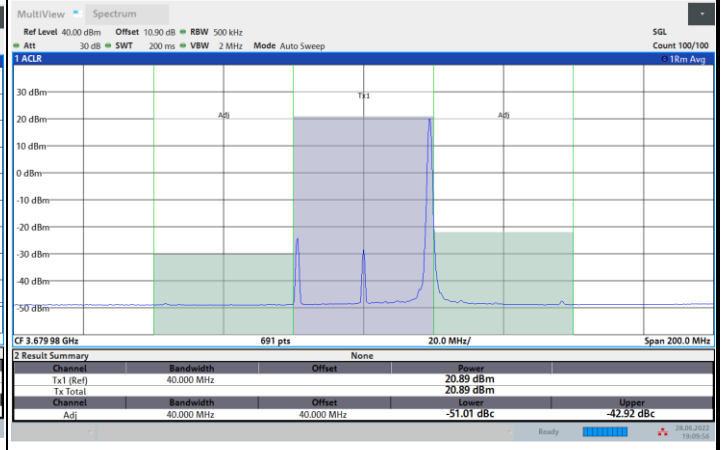 MultiView Spectrum
Ref Level 40.00 dBm Offset 10.90 dB RBW 500 kHz SGL
Att 30 dB SWT 200 ms VBW 2 MHz Mode Auto Sweep Count 100/100
1 ACLR 1Rm Avg
30 dBm
Tx1
20 dBm Adj Adj
10 dBm
0 dBm
-10 dBm
-20 dBm
-30 dBm
-40 dBm
-50 dBm
CF 3.679 98 GHz 691 pts 20.0 MHz/ Span 200.0 MHz
2 Result Summary None
Channel Bandwidth Offset Power
Tx1 (Ref) 40.000 MHz 20.89 dBm
Tx Total 20.89 dBm
Channel Bandwidth Offset Lower Upper
Adj 40.000 MHz 40.000 MHz -51.01 dBc -42.92 dBc
Ready 28.06.2022
19:09:56